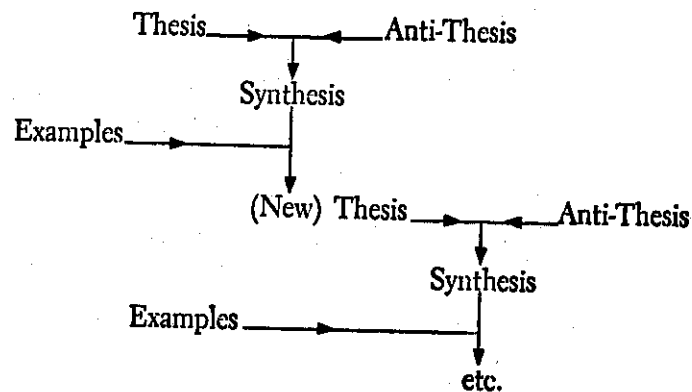 Thesis Anti-Thesis
Synthesis
Examples
(New) Thesis Anti-Thesis
Synthesis
Examples
etc.